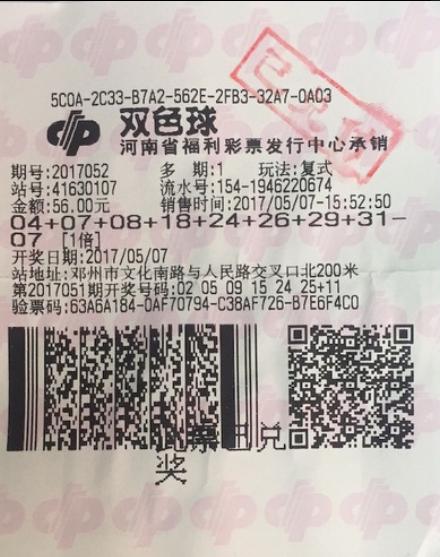 5C0A-2C33-B7A2-562E-2FB3-32A7-0A03
双色球
河南省福利彩票发行中心承销
期号:2017052 多 期:1 玩法:复式
站号:41630107 流水号:154-1946220674
金额:56.00元 销售时间:2017/05/07-15:52:50
04+07+08+18+24+26+29+31-
07 [1倍]
开奖日期:2017/05/07
站地址:邓州市文化南路与人民路交叉口北200米
第2017051期开奖号码:02 05 09 15 24 25+11
验票码:63A6A184-0AF70794-C38AF726-B7E6F4C0
此票已兑
奖